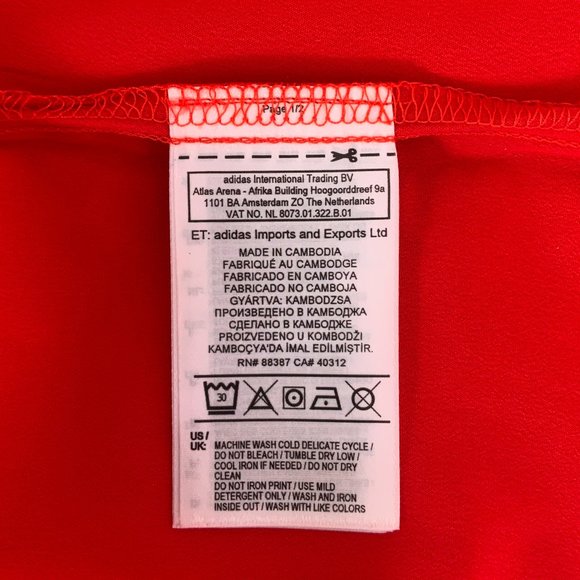 Page 1/2
adidas International Trading BV
Atlas Arena - Afrika Building Hoogoorddreef 9a
1101 BA Amsterdam ZO The Netherlands
VAT NO. NL 8073.01.322.B.01
ET: adidas Imports and Exports Ltd
MADE IN CAMBODIA
FABRIQUÉ AU CAMBODGE
FABRICADO EN CAMBOYA
FABRICADO NO CAMBOJA
GYÁRTVA: KAMBODZSA
ПРОИЗВЕДЕНО В КАМБОДЖА
СДЕЛАНО В КАМБОДЖЕ
PROIZVEDENO U KOMBODŽI
KAMBOÇYA'DA İMAL EDİLMİŞTİR.
RN# 88387 CA# 40312
30
US/
UK:
MACHINE WASH COLD DELICATE CYCLE /
DO NOT BLEACH / TUMBLE DRY LOW /
COOL IRON IF NEEDED / DO NOT DRY
CLEAN
DO NOT IRON PRINT / USE MILD
DETERGENT ONLY / WASH AND IRON
INSIDE OUT / WASH WITH LIKE COLORS